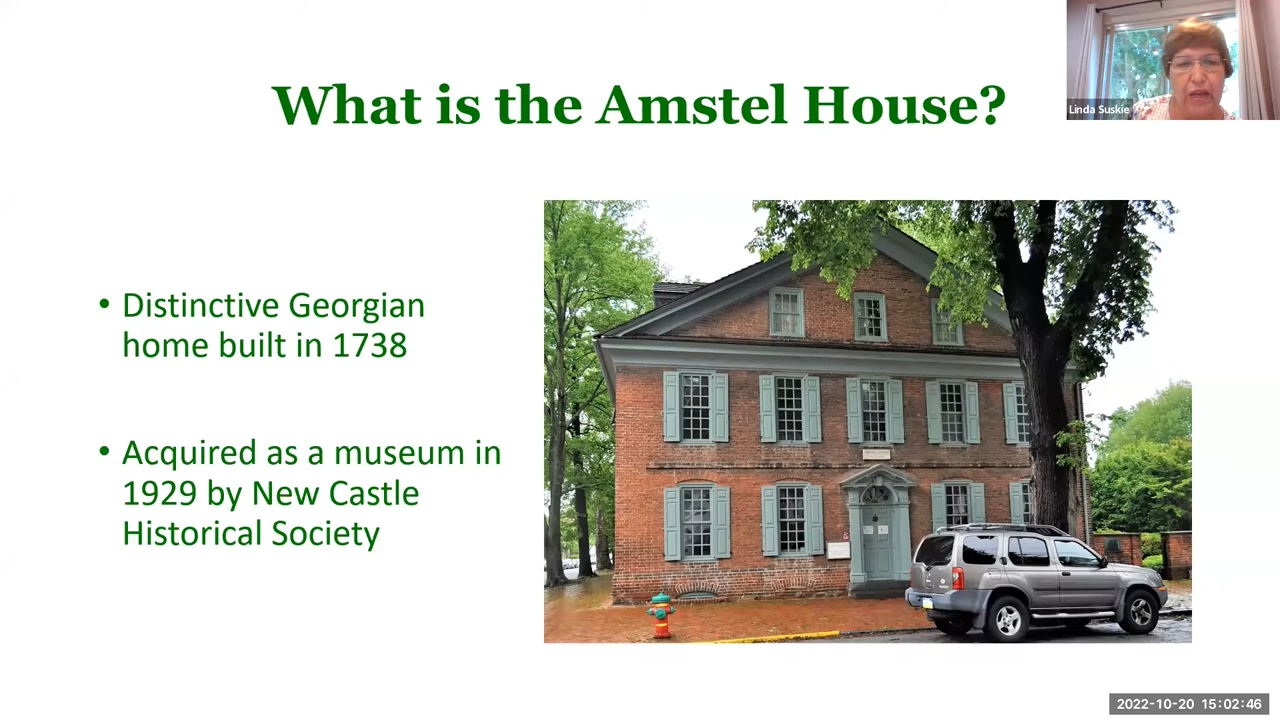 What is the Amstel House?
Linda Suskie
• Distinctive Georgian
home built in 1738
• Acquired as a museum in
1929 by New Castle
Historical Society
2022-10-20 15:02:46